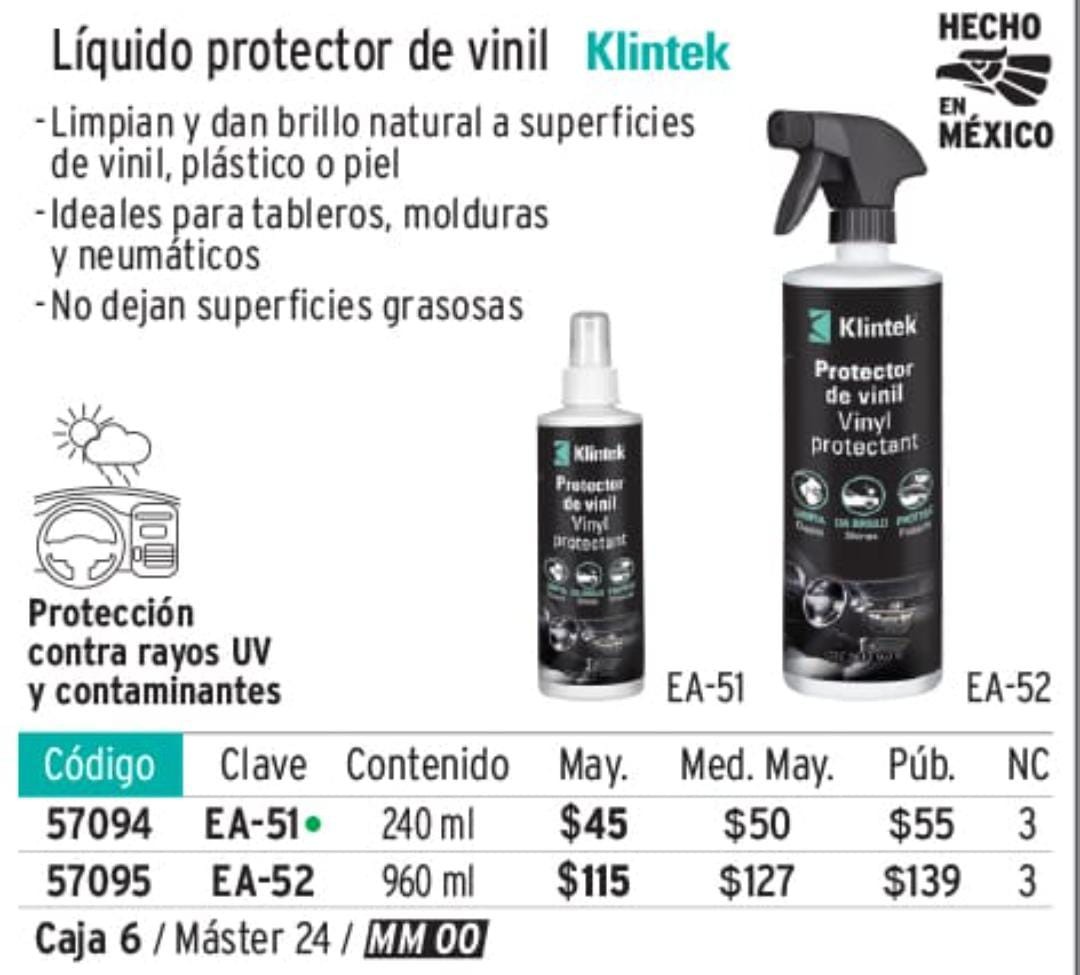 Líquido protector de vinil Klintek
HECHO
EN
MÉXICO
-Limpian y dan brillo natural a superficies
de vinil, plástico o piel
-Ideales para tableros, molduras
y neumáticos
-No dejan superficies grasosas
Klintek
Protector
de vinil
Vinyl
protectant
Klintek
Protector
de vinil
Vinyl
protectant
DA BRILLO
Protección
contra rayos UV
y contaminantes
EA-51
EA-52
Código Clave Contenido May. Med. May. Púb. NC
57094 EA-51• 240 ml $45 $50 $55 3
57095 EA-52 960 ml $115 $127 $139 3
Caja 6 / Máster 24 / MM 00